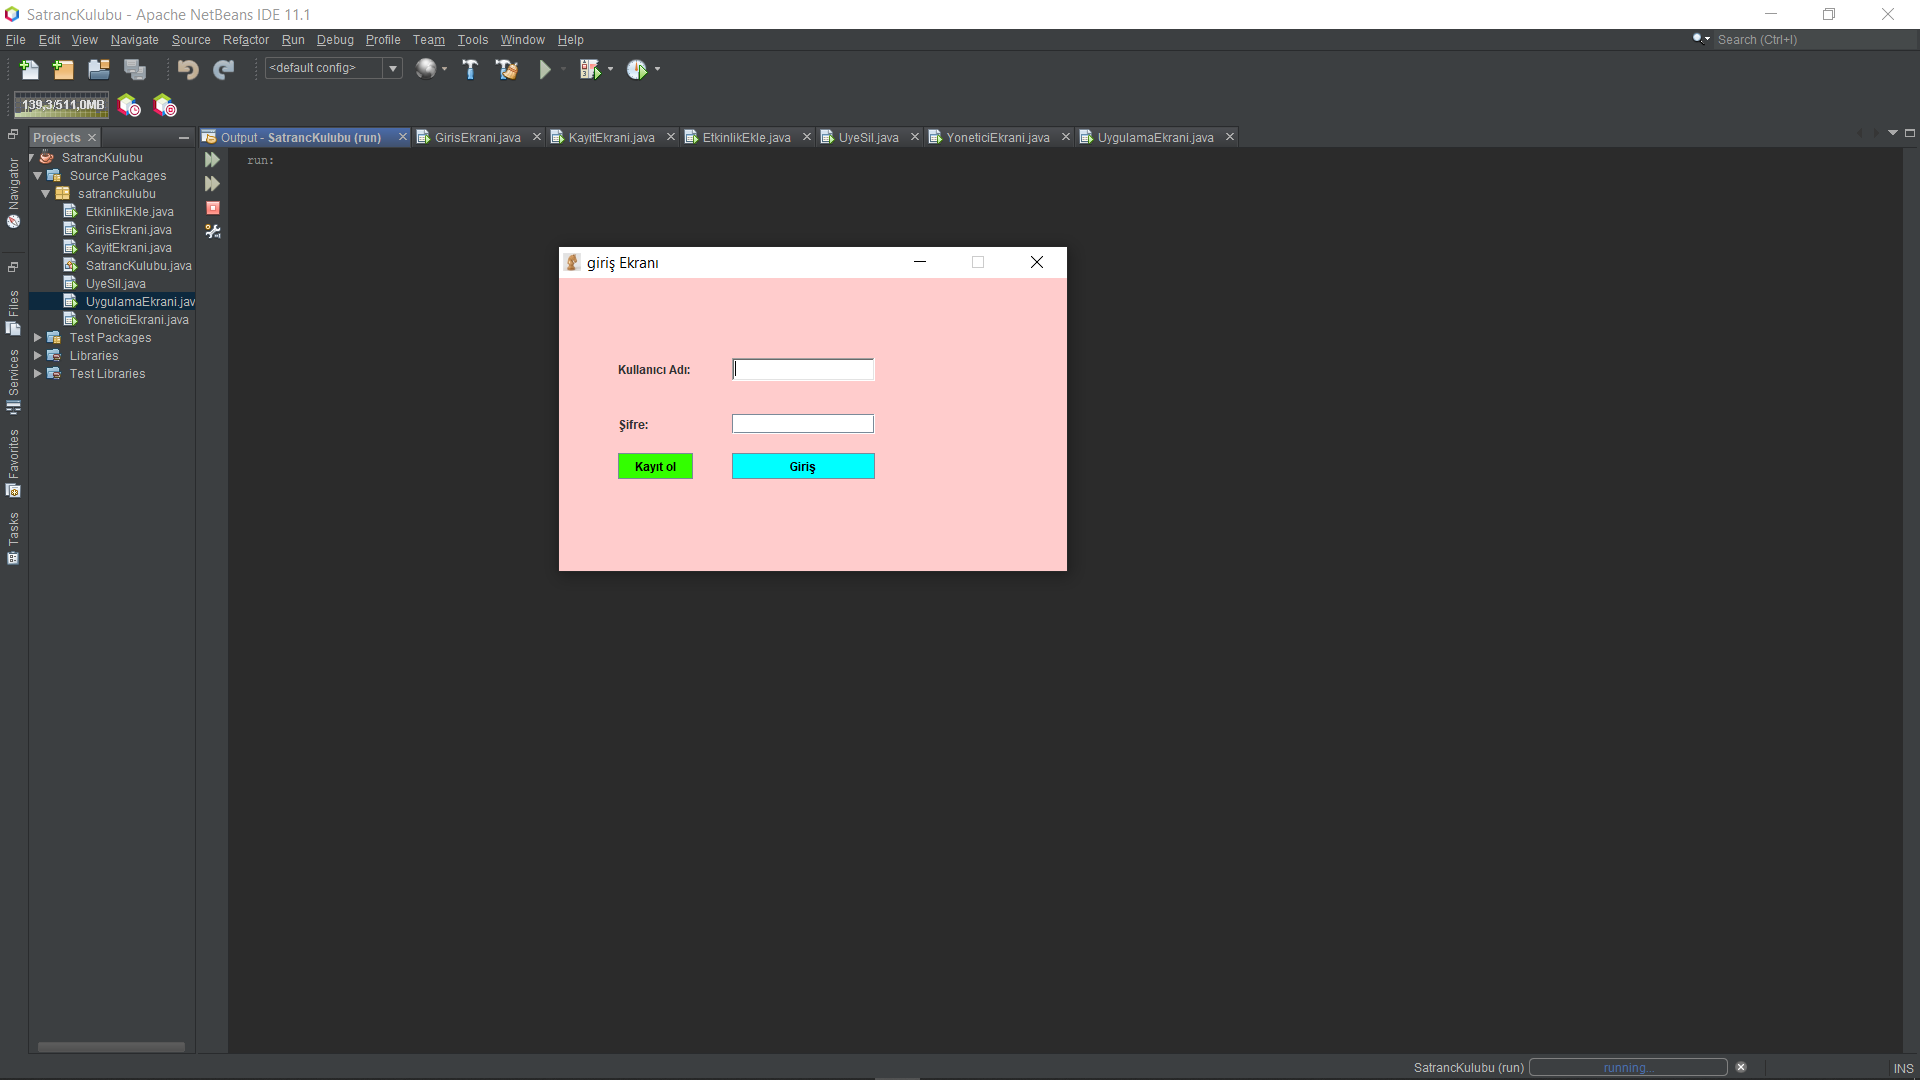 SatrancKulubu - Apache NetBeans IDE 11.1
File Edit View Navigate Source Refactor Run Debug Profile Team Tools Window Help
Search (Ctrl+I)
<default config>
139,3/511,0MB
Projects
Output - SatrancKulubu (run)
GirisEkrani.java
KayitEkrani.java
EtkinlikEkle.java
UyeSil.java
YoneticiEkrani.java
UygulamaEkrani.java
Navigator
Files
Services
Favorites
Tasks
SatrancKulubu
Source Packages
satranckulubu
EtkinlikEkle.java
GirisEkrani.java
KayitEkrani.java
SatrancKulubu.java
UyeSil.java
UygulamaEkrani.jav
YoneticiEkrani.java
Test Packages
Libraries
Test Libraries
run:
giriş Ekranı
Kullanıcı Adı:
Şifre:
Kayıt ol
Giriş
SatrancKulubu (run)
running...
INS